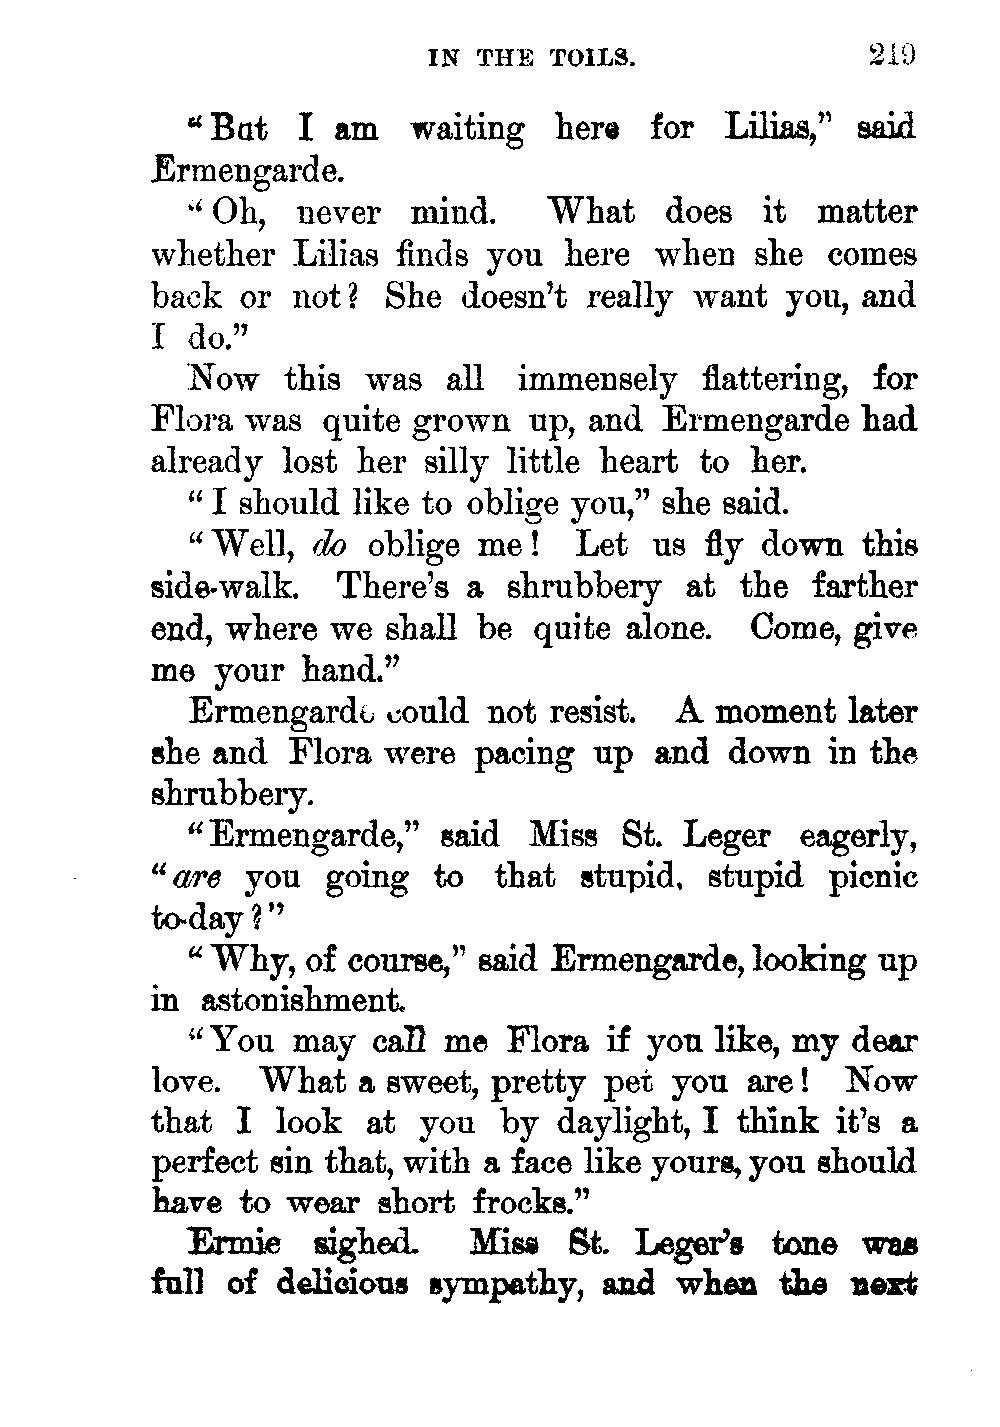 IN THE TOILS. 219
"But I am waiting here for Lilias," said
Ermengarde.
"Oh, never mind. What does it matter
whether Lilias finds you here when she comes
back or not? She doesn't really want you, and
I do."
Now this was all immensely flattering, for
Flora was quite grown up, and Ermengarde had
already lost her silly little heart to her.
"I should like to oblige you," she said.
"Well, do oblige me! Let us fly down this
side-walk. There's a shrubbery at the farther
end, where we shall be quite alone. Come, give
me your hand."
Ermengarde could not resist. A moment later
she and Flora were pacing up and down in the
shrubbery.
"Ermengarde," said Miss St. Leger eagerly,
"are you going to that stupid, stupid picnic
to-day?"
"Why, of course," said Ermengarde, looking up
in astonishment.
"You may call me Flora if you like, my dear
love. What a sweet, pretty pet you are! Now
that I look at you by daylight, I think it's a
perfect sin that, with a face like yours, you should
have to wear short frocks."
Ermie sighed. Miss St. Leger's tone was
full of delicious sympathy, and when the next